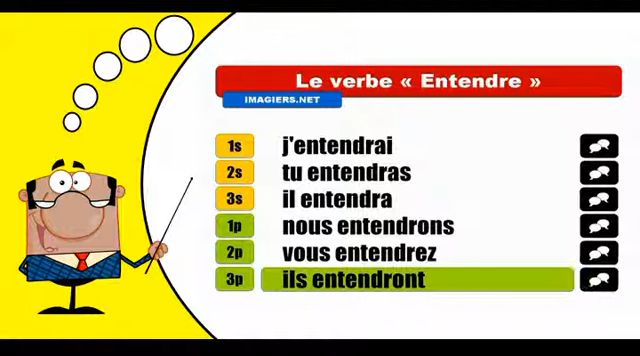 Le verbe « Entendre »
IMAGIERS.NET
1s j'entendrai
2s tu entendras
3s il entendra
1p nous entendrons
2p vous entendrez
3p ils entendront